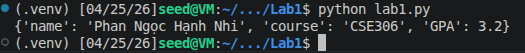 (.venv) [04/25/26]seed@VM:~/.../Lab1$ python lab1.py
{'name': 'Phan Ngọc Hạnh Nhi', 'course': 'CSE306', 'GPA': 3.2}
(.venv) [04/25/26]seed@VM:~/.../Lab1$